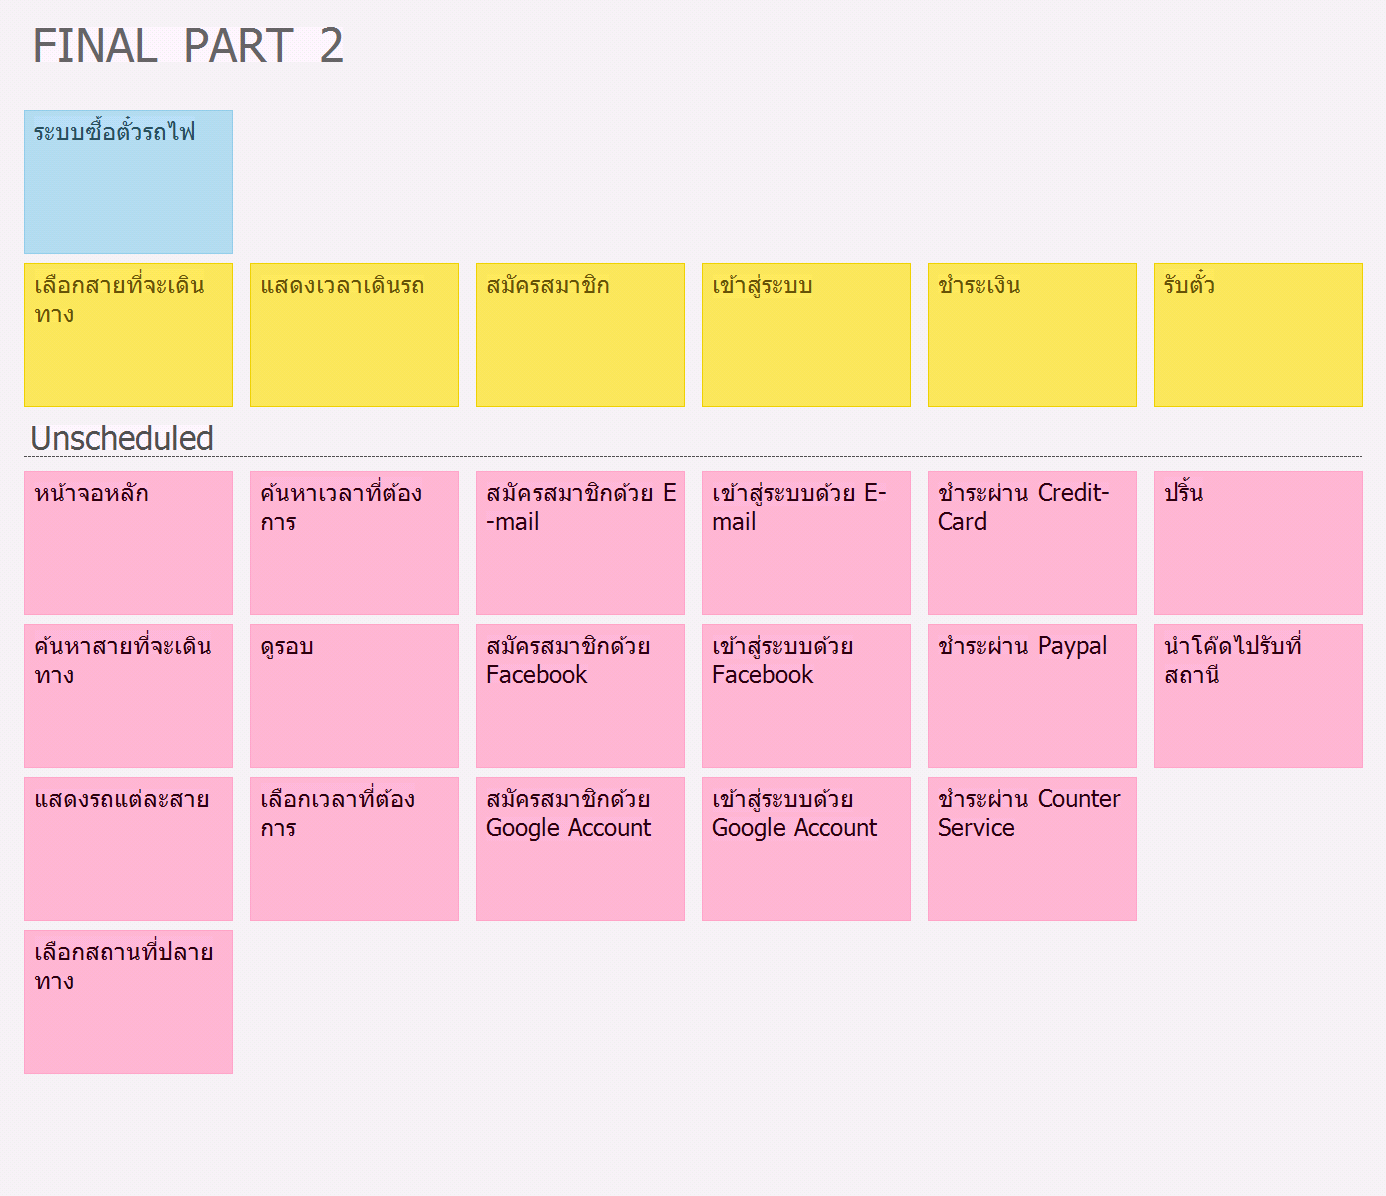 FINAL PART 2
ระบบซื้อตั๋วรถไฟ
เลือกสายที่จะเดิน
ทาง
แสดงเวลาเดินรถ
สมัครสมาชิก
เข้าสู่ระบบ
ชำระเงิน
รับตั๋ว
Unscheduled
หน้าจอหลัก
ค้นหาเวลาที่ต้อง
การ
สมัครสมาชิกด้วย E
-mail
เข้าสู่ระบบด้วย E-
mail
ชำระผ่าน Credit-
Card
ปริ้น
ค้นหาสายที่จะเดิน
ทาง
ดูรอบ
สมัครสมาชิกด้วย
Facebook
เข้าสู่ระบบด้วย
Facebook
ชำระผ่าน Paypal
นำโค๊ดไปรับที่
สถานี
แสดงรถแต่ละสาย
เลือกเวลาที่ต้อง
การ
สมัครสมาชิกด้วย
Google Account
เข้าสู่ระบบด้วย
Google Account
ชำระผ่าน Counter
Service
เลือกสถานที่ปลาย
ทาง